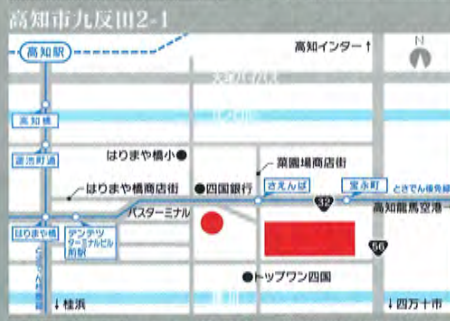 高知市九反田2-1
高知駅
高知インター↑
N
高知橋
蓮池町通
はりまや橋小●
菜園場商店街
はりまや橋商店街
●四国銀行
さえんば
宝永町
とさでん後免線
バスターミナル
32
高知龍馬空港
はりまや橋
デンテツ
ターミナルビル
前駅
56
●トップワン四国
↓桂浜
↓四万十市